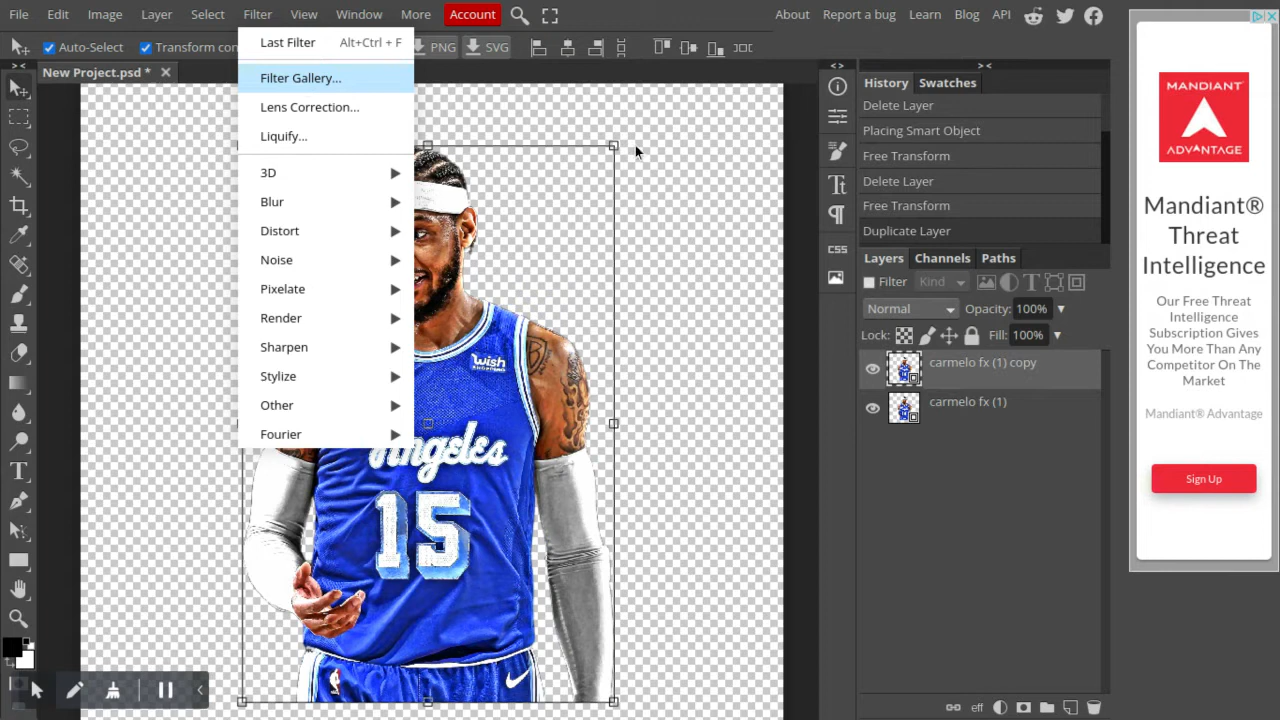 File Edit Image Layer Select Filter View Window More Account About Report a bug Learn Blog API
Auto-Select Transform con PNG SVG
New Project.psd *
Last Filter Alt+Ctrl + F
Filter Gallery...
Lens Correction...
Liquify...
3D
Blur
Distort
Noise
Pixelate
Render
Sharpen
Stylize
Other
Fourier
wish
Angeles
15
CSS
History Swatches
Delete Layer
Placing Smart Object
Free Transform
Delete Layer
Free Transform
Duplicate Layer
Layers Channels Paths
Filter Kind
Normal Opacity: 100%
Lock: Fill: 100%
carmelo fx (1) copy
carmelo fx (1)
eff
MANDIANT
ADVANTAGE
Mandiant®
Threat
Intelligence
Our Free Threat
Intelligence
Subscription Gives
You More Than Any
Competitor On The
Market
Mandiant® Advantage
Sign Up